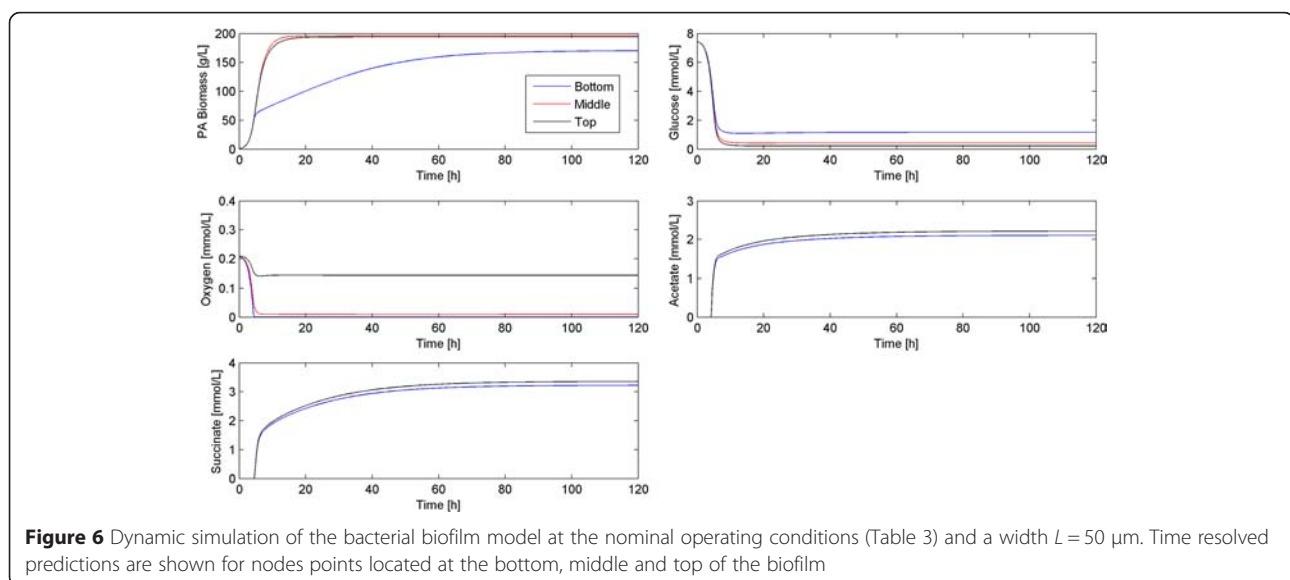 200
150
100
50
0
PA Biomass [g/L]
Bottom
Middle
Top
0 20 40 60 80 100 120
Time [h]
8
6
4
2
0
Glucose [mmol/L]
0 20 40 60 80 100 120
Time [h]
0.4
0.3
0.2
0.1
0
Oxygen [mmol/L]
0 20 40 60 80 100 120
Time [h]
3
2
1
0
Acetate [mmol/L]
0 20 40 60 80 100 120
Time [h]
4
3
2
1
0
Succinate [mmol/L]
0 20 40 60 80 100 120
Time [h]
Figure 6 Dynamic simulation of the bacterial biofilm model at the nominal operating conditions (Table 3) and a width L = 50 μm. Time resolved
predictions are shown for nodes points located at the bottom, middle and top of the biofilm